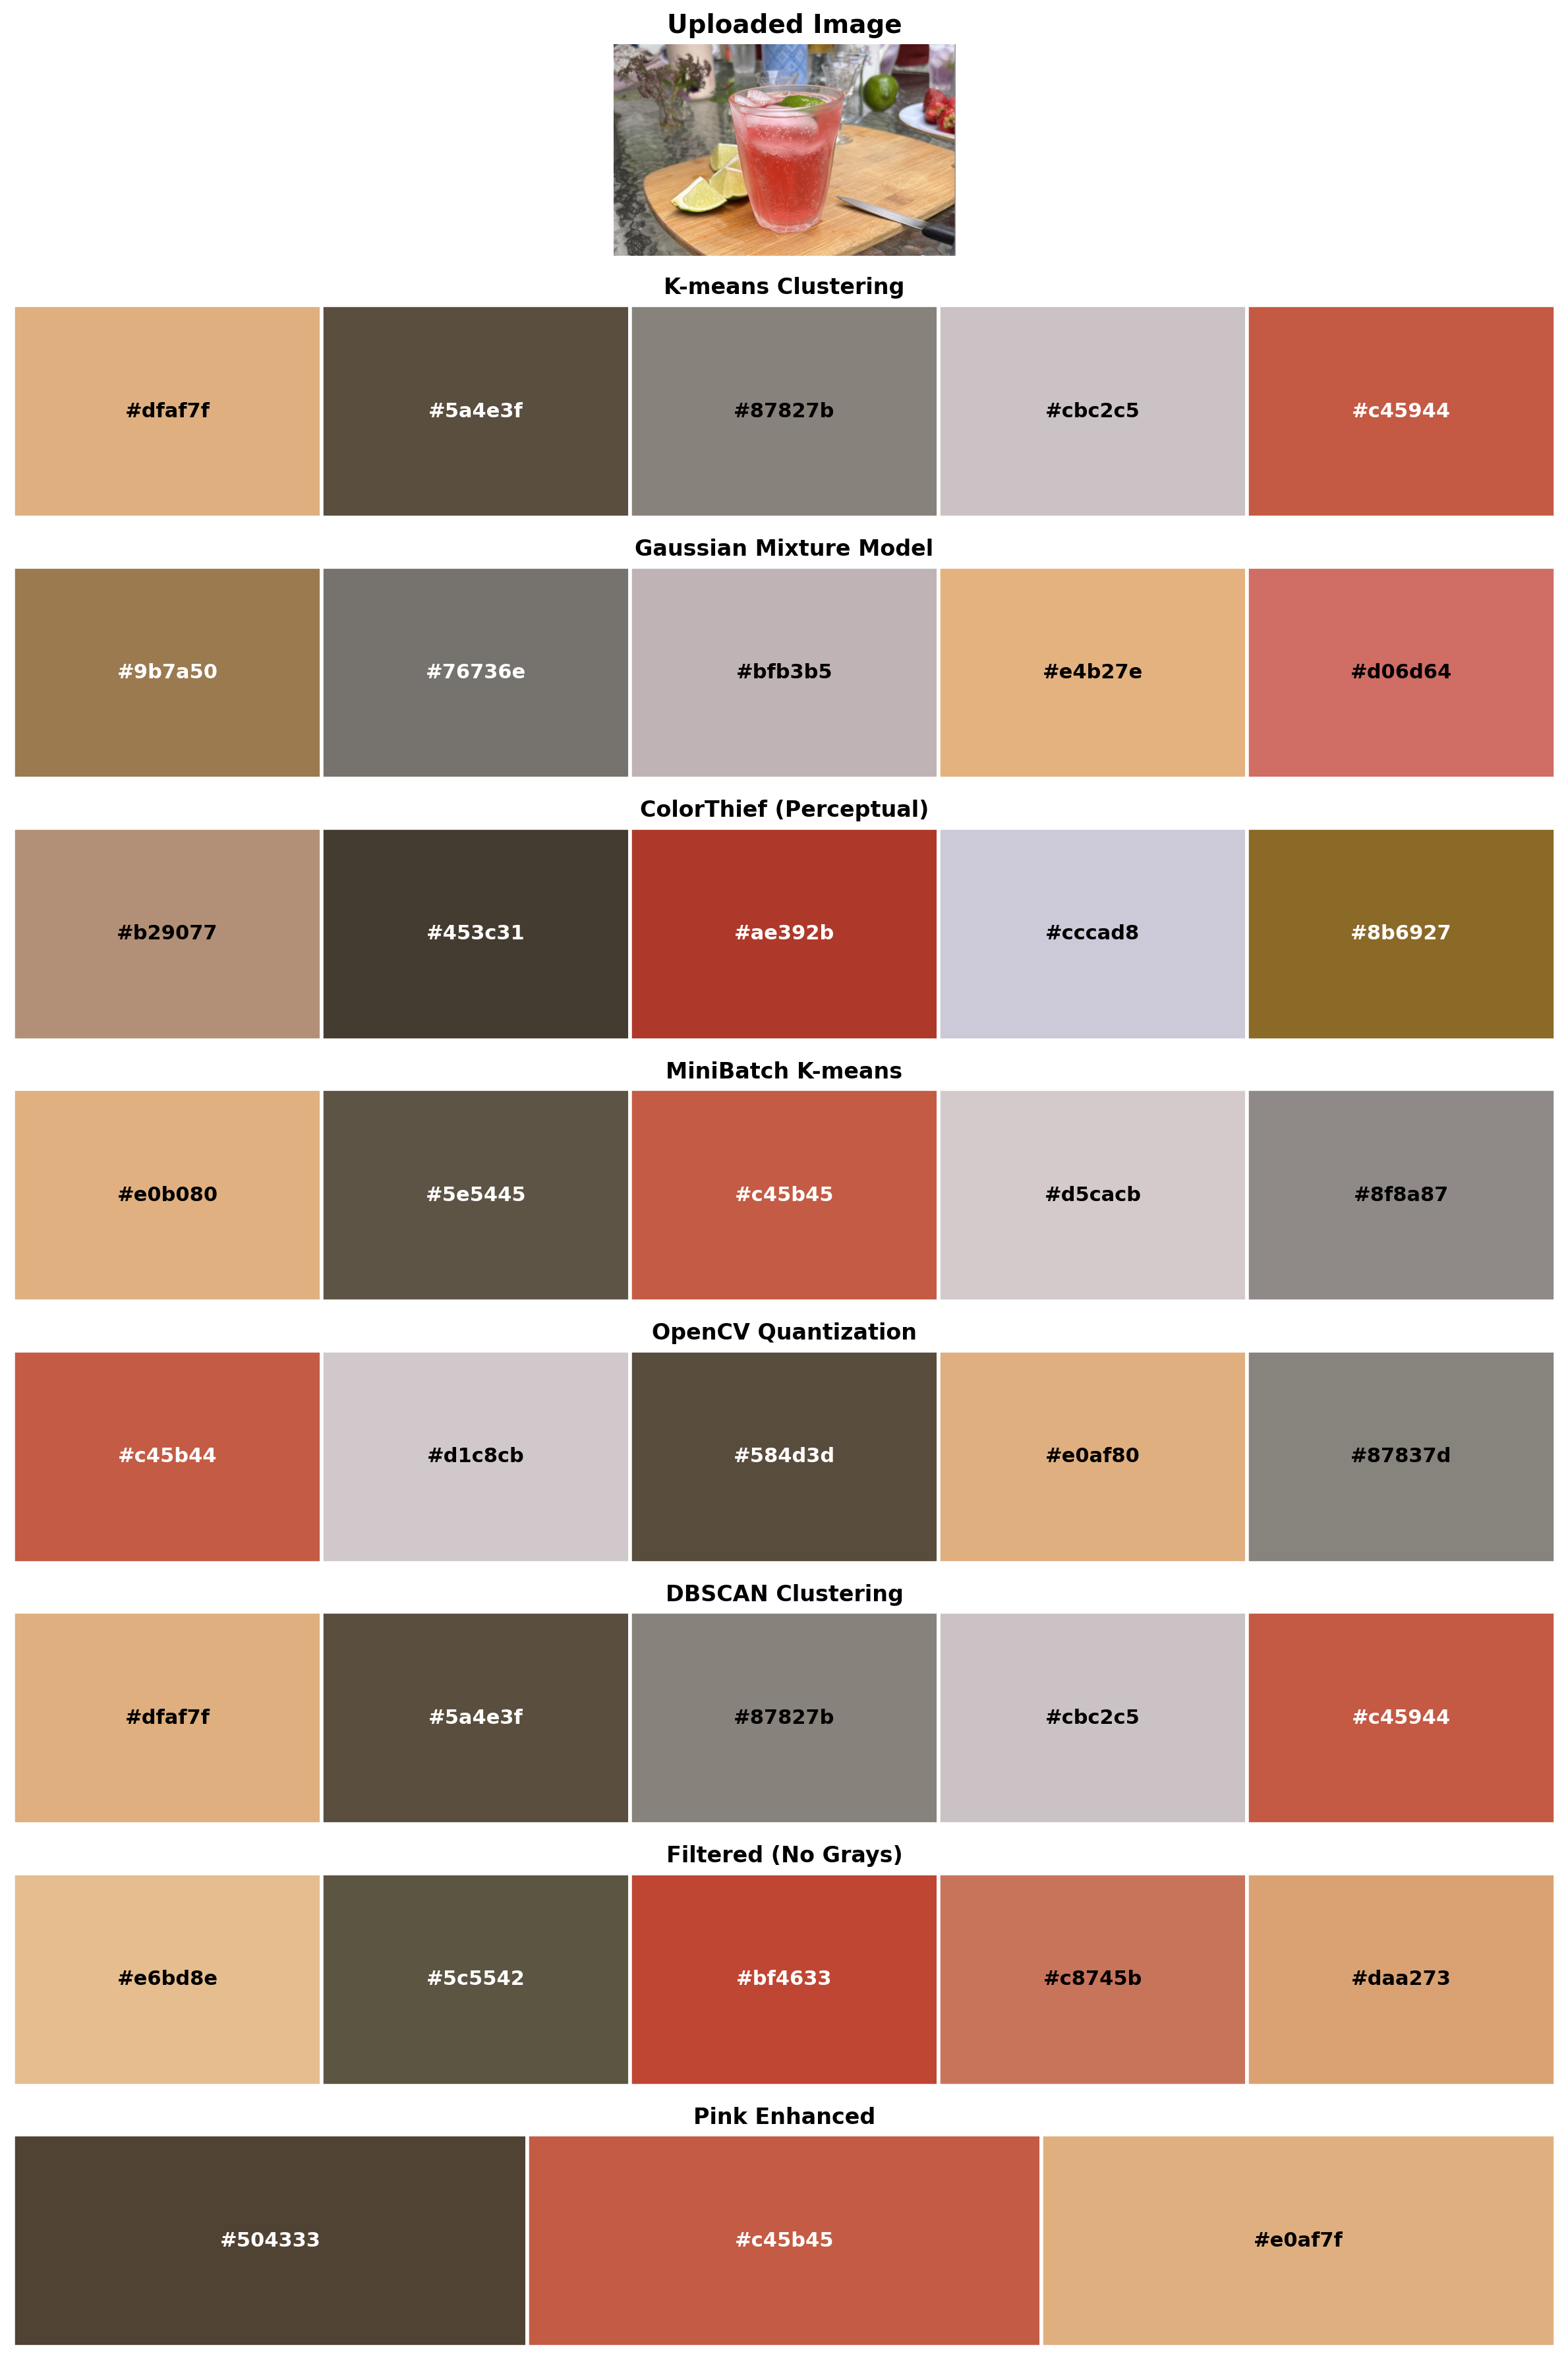 Uploaded Image
K-means Clustering
#dfaf7f #5a4e3f #87827b #cbc2c5 #c45944
Gaussian Mixture Model
#9b7a50 #76736e #bfb3b5 #e4b27e #d06d64
ColorThief (Perceptual)
#b29077 #453c31 #ae392b #cccad8 #8b6927
MiniBatch K-means
#e0b080 #5e5445 #c45b45 #d5cacb #8f8a87
OpenCV Quantization
#c45b44 #d1c8cb #584d3d #e0af80 #87837d
DBSCAN Clustering
#dfaf7f #5a4e3f #87827b #cbc2c5 #c45944
Filtered (No Grays)
#e6bd8e #5c5542 #bf4633 #c8745b #daa273
Pink Enhanced
#504333 #c45b45 #e0af7f